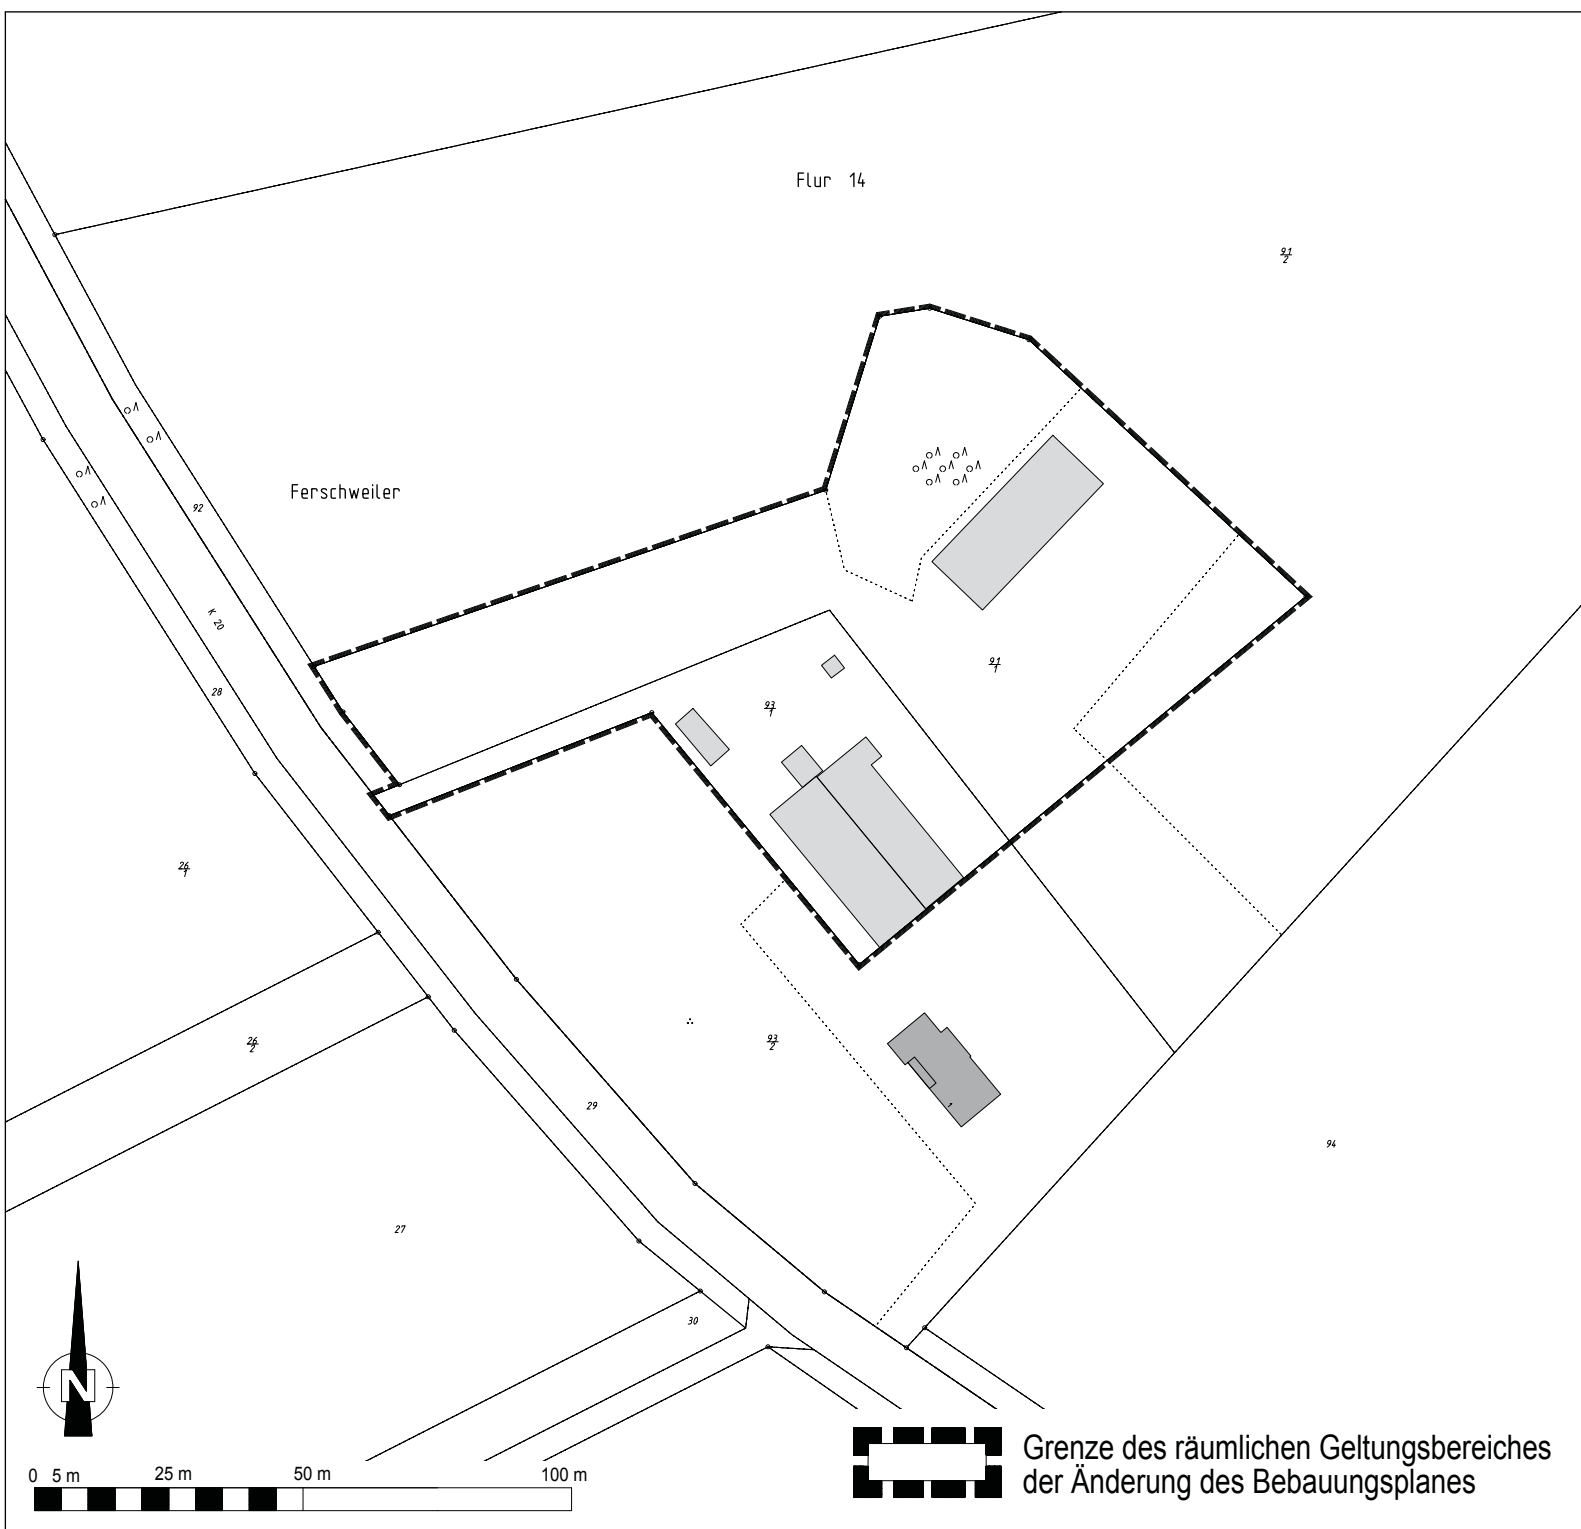 Flur 14
91
2
Ferschweiler
92
K 20
28
91
1
93
1
26
1
26
2
93
2
29
94
27
30
N
0 5 m 25 m 50 m 100 m
Grenze des räumlichen Geltungsbereiches
der Änderung des Bebauungsplanes